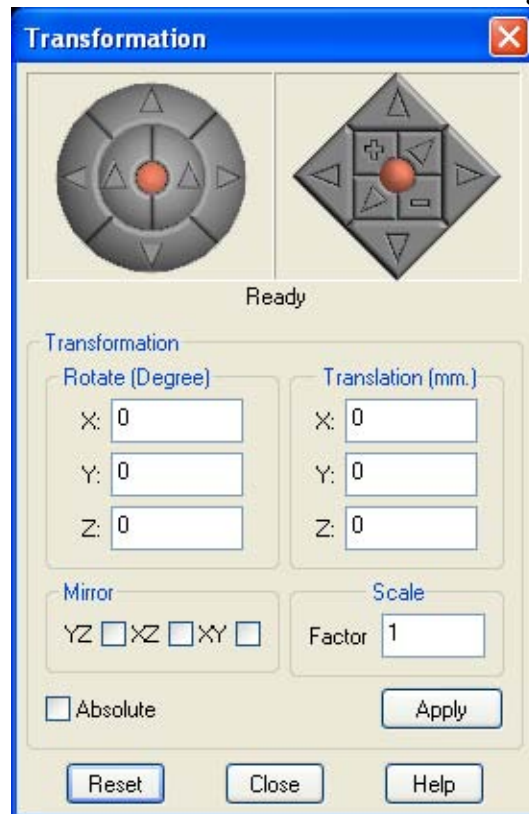 Transformation
Ready
Transformation
Rotate (Degree)
X: 0
Y: 0
Z: 0
Translation (mm.)
X: 0
Y: 0
Z: 0
Mirror
YZ XZ XY
Scale
Factor 1
Absolute
Apply
Reset Close Help